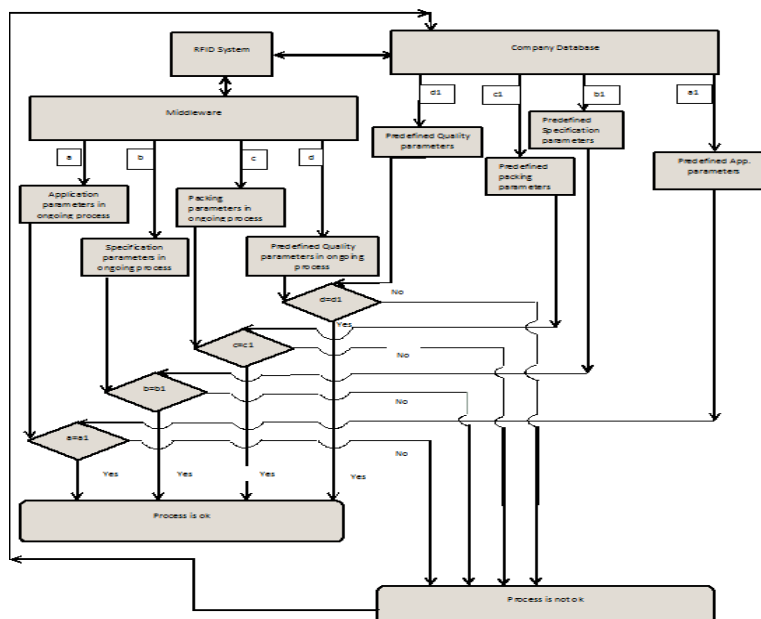 RFID System
Company Database
d1
c1
b1
a1
Middleware
Predefined Quality
parameters
Predefined
Specification
parameters
a
b
c
d
Predefined
packing
parameters
Predefined App.
parameters
Application
parameters in
ongoing process
Packing
parameters in
ongoing process
Specification
parameters in
ongoing process
Predefined Quality
parameters in ongoing
process
No
d=d1
Yes
c=c1
No
b=b1
No
a=a1
No
Yes
Yes
Yes
Yes
Process is ok
Process is not ok